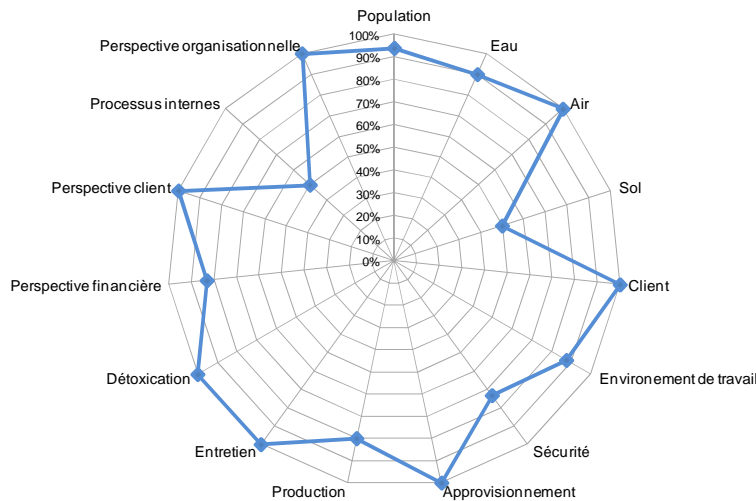 Population
Eau
Air
Sol
Client
Environement de travail
Sécurité
Approvisionnement
Production
Entretien
Détoxication
Perspective financière
Perspective client
Processus internes
Perspective organisationnelle
100%
90%
80%
70%
60%
50%
40%
30%
20%
10%
0%